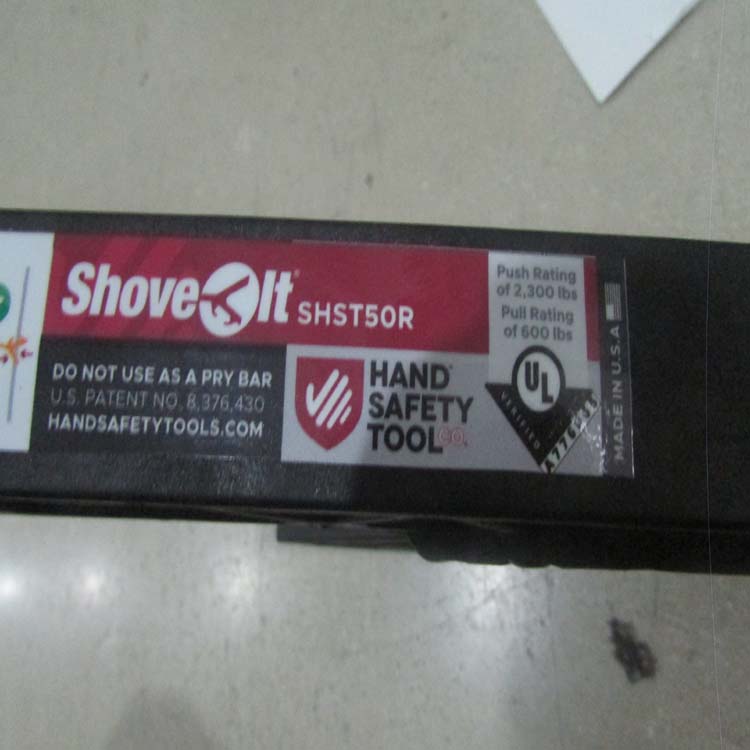 ShoveIt® SHST50R
Push Rating
of 2,300 lbs
Pull Rating
of 600 lbs
DO NOT USE AS A PRY BAR
U.S. PATENT NO. 8,376,430
HANDSAFETYTOOLS.COM
HAND
SAFETY
TOOL CO.
UL
VERIFIED
MADE IN U.S.A